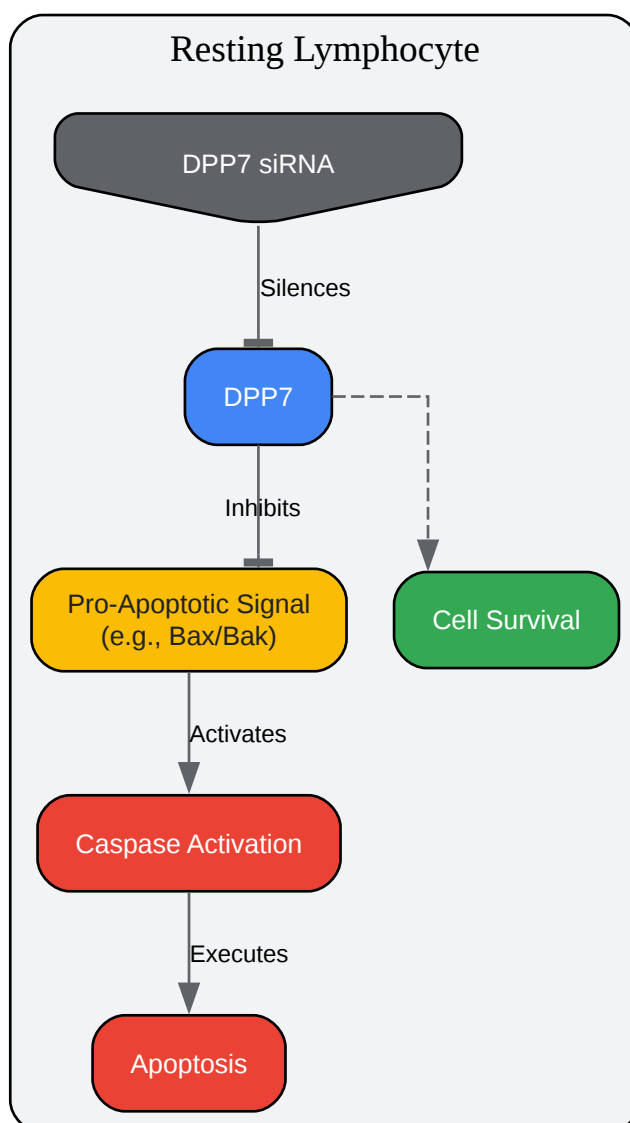 Resting Lymphocyte
DPP7 siRNA
Silences
DPP7
Inhibits
Pro-Apoptotic Signal
(e.g., Bax/Bak)
Cell Survival
Activates
Caspase Activation
Executes
Apoptosis